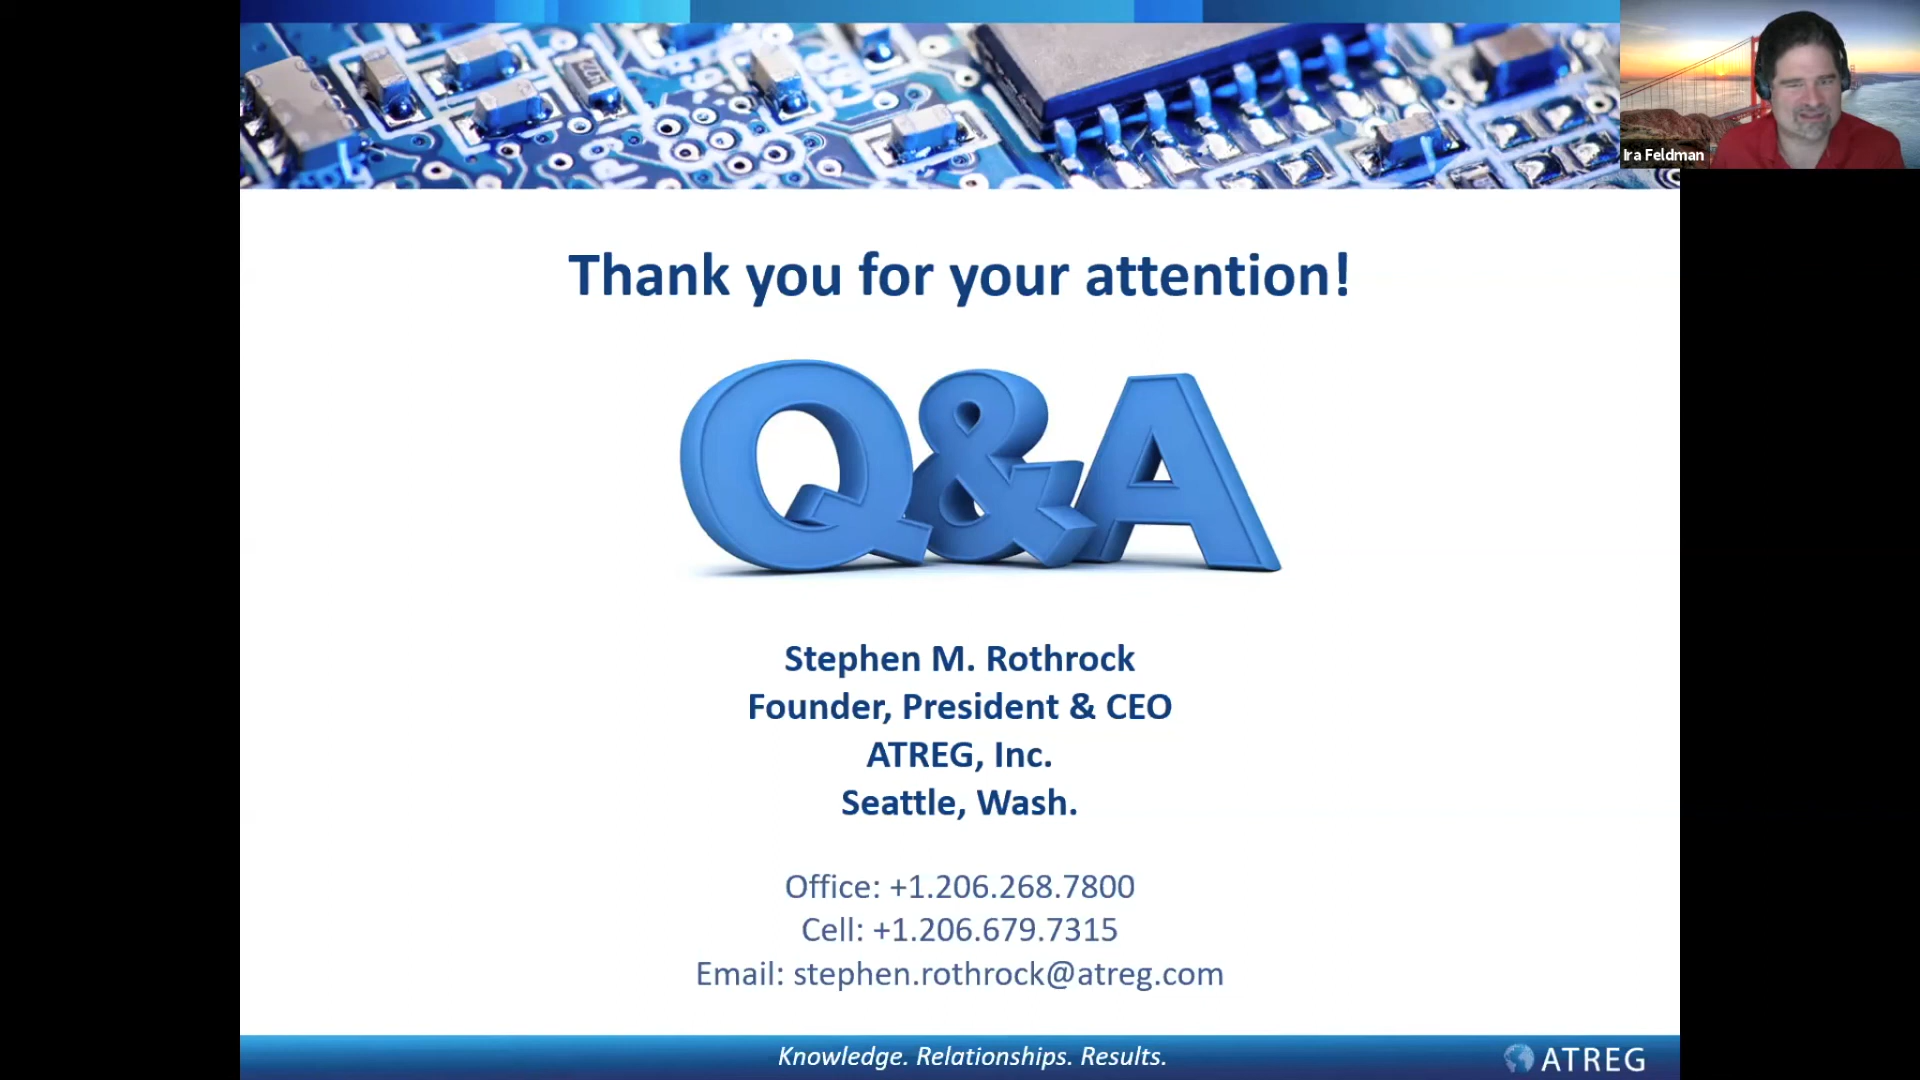 Ira Feldman
Thank you for your attention!
Q&A
Stephen M. Rothrock
Founder, President & CEO
ATREG, Inc.
Seattle, Wash.
Office: +1.206.268.7800
Cell: +1.206.679.7315
Email: stephen.rothrock@atreg.com
Knowledge. Relationships. Results.
ATREG